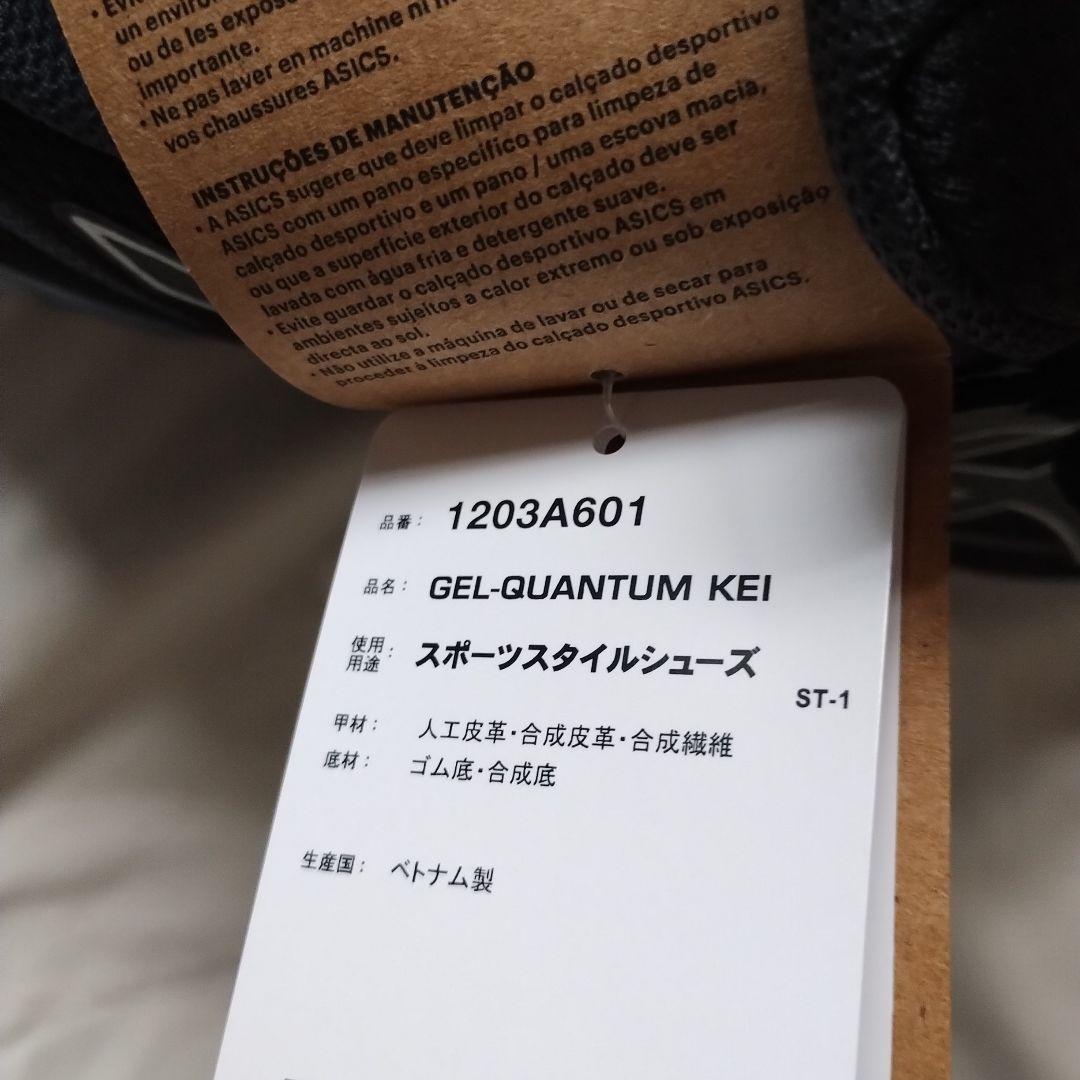 • Évite
un environ
ou de les expos
importante.
• Ne pas laver en machine ni
vos chaussures ASICS.
INSTRUÇÕES DE MANUTENÇÃO
• A ASICS sugere que deve limpar o calçado desportivo
ASICS com um pano específico para limpeza de
calçado desportivo e um pano / uma escova macia,
ou que a superfície exterior do calçado deve ser
lavada com água fria e detergente suave.
• Evite guardar o calçado desportivo ASICS em
ambientes sujeitos a calor extremo ou sob exposição
directa ao sol.
• Não utilize a máquina de lavar ou de secar para
proceder à limpeza do calçado desportivo ASICS.
品番: 1203A601
品名: GEL-QUANTUM KEI
使用用途: スポーツスタイルシューズ
ST-1
甲材: 人工皮革・合成皮革・合成繊維
底材: ゴム底・合成底
生産国: ベトナム製